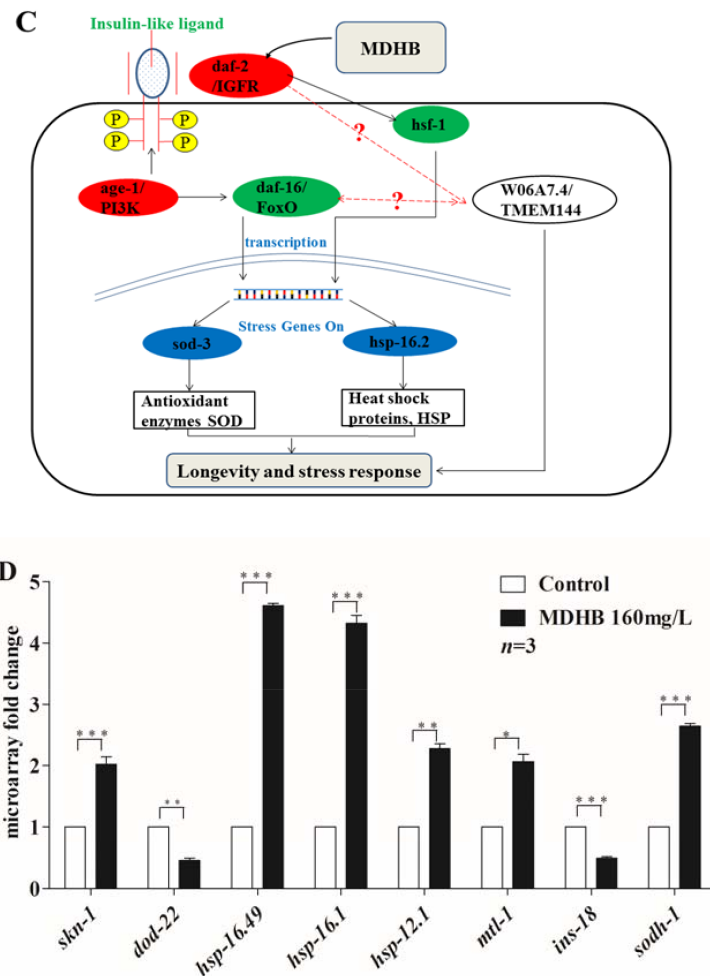 C
Insulin-like ligand
MDHB
daf-2
/IGFR
hsf-1
P
P
P
P
?
age-1/
PI3K
daf-16/
FoxO
?
W06A7.4/
TMEM144
transcription
Stress Genes On
sod-3
hsp-16.2
Antioxidant
enzymes SOD
Heat shock
proteins, HSP
Longevity and stress response
D
microarray fold change
5
4
3
2
1
0
Control
MDHB 160mg/L
n=3
***
**
***
***
**
*
***
***
skn-1
dod-22
hsp-16.49
hsp-16.1
hsp-12.1
mtl-1
ins-18
sodh-1